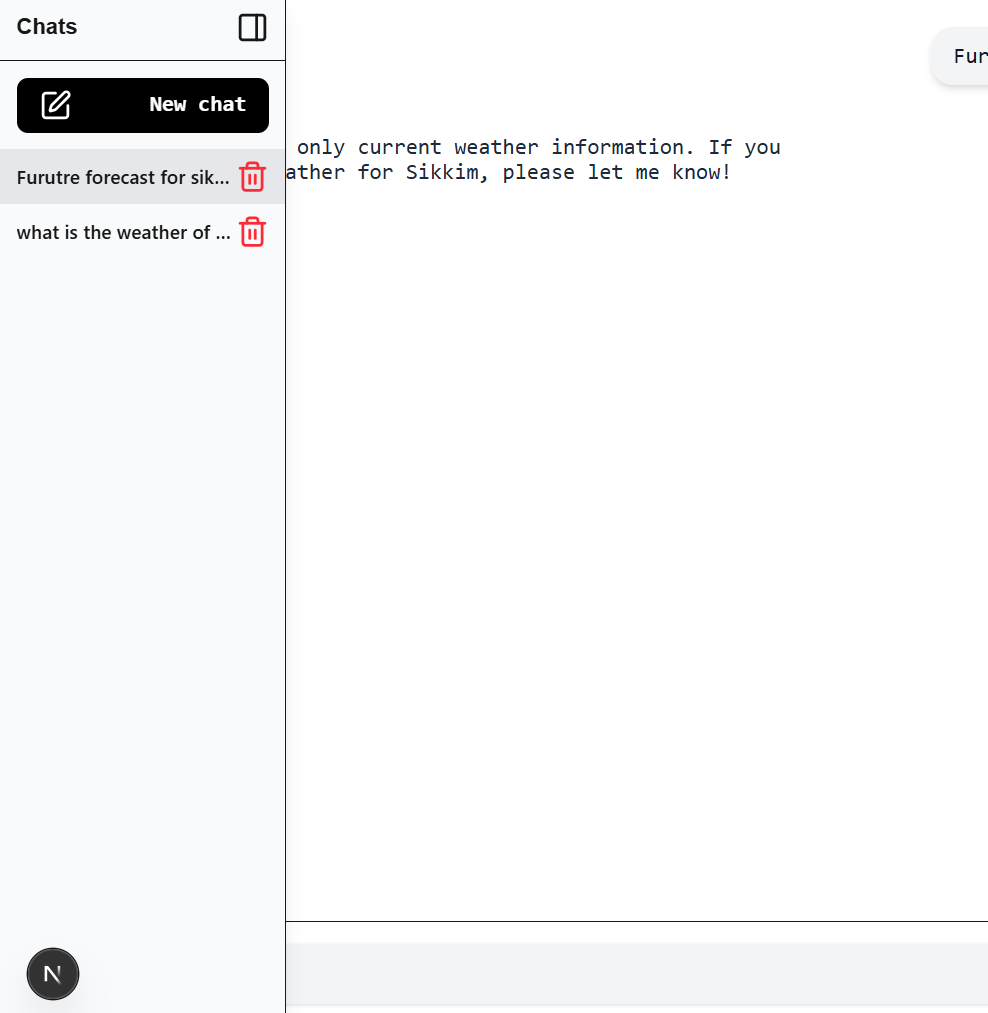 Chats
New chat
Furutre forecast for sik...
what is the weather of ...
Fur
only current weather information. If you
ather for Sikkim, please let me know!
N